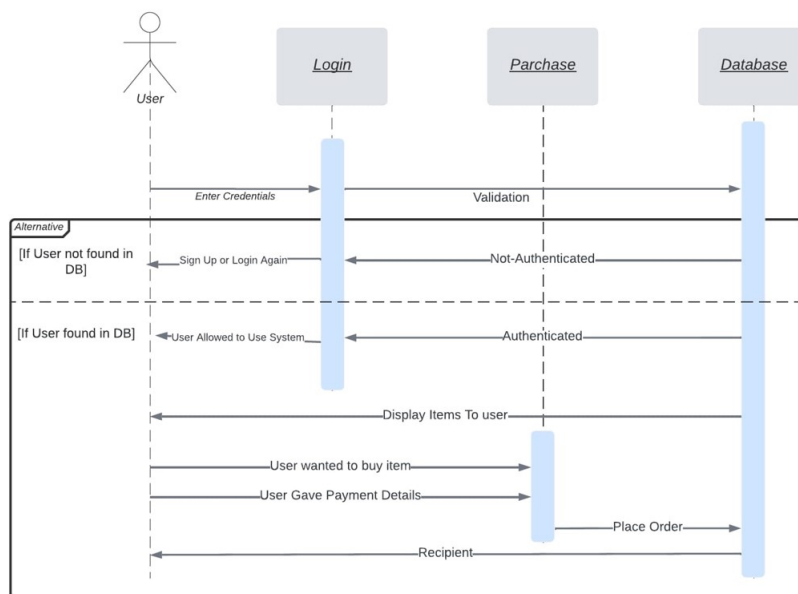 User
Login
Parchase
Database
Enter Credentials
Validation
Alternative
[If User not found in
DB]
Sign Up or Login Again
Not-Authenticated
[If User found in DB]
User Allowed to Use System
Authenticated
Display Items To user
User wanted to buy item
User Gave Payment Details
Place Order
Recipient